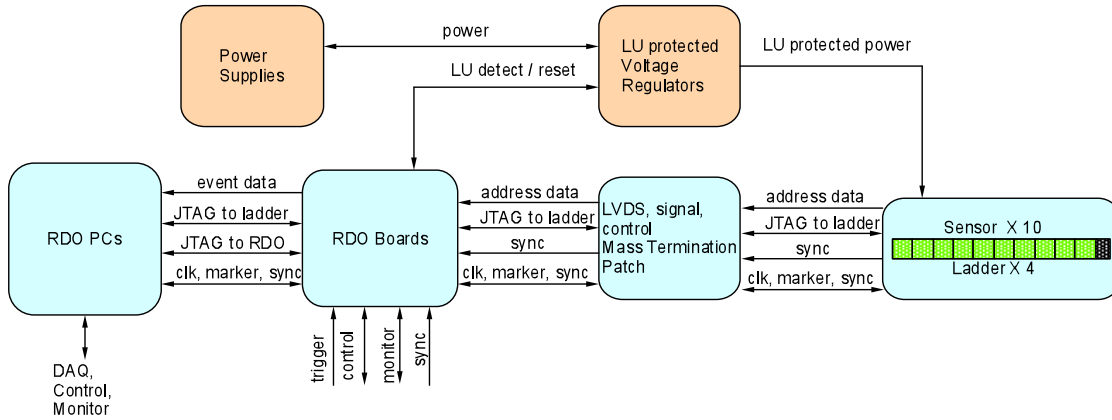 power
Power
Supplies
LU protected
Voltage
Regulators
LU protected power
LU detect / reset
RDO PCs
event data
JTAG to ladder
JTAG to RDO
clk, marker, sync
RDO Boards
address data
JTAG to ladder
sync
clk, marker, sync
LVDS, signal,
control
Mass Termination
Patch
address data
JTAG to ladder
sync
clk, marker, sync
Sensor X 10
Ladder X 4
trigger
control
monitor
sync
DAQ,
Control,
Monitor